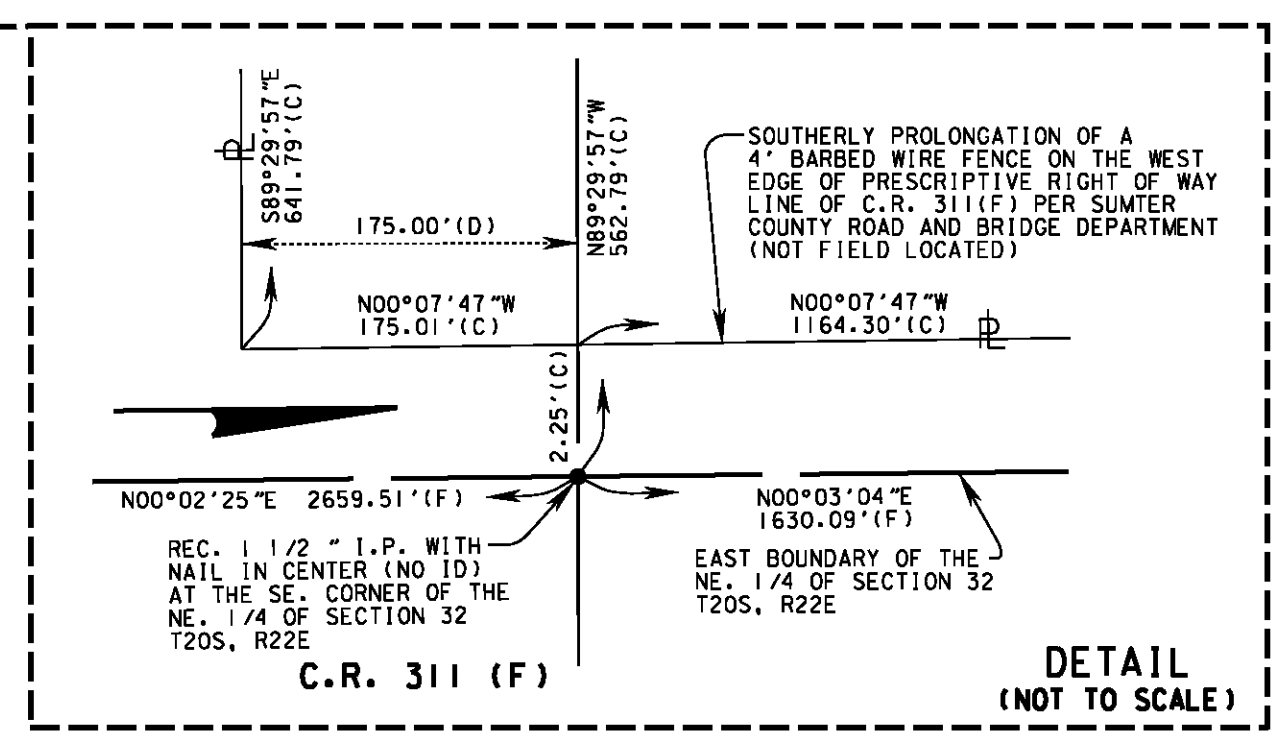 S89°29'57"E
641.79'(C)
PL
175.00'(D)
N89°29'57"W
562.79'(C)
SOUTHERLY PROLONGATION OF A
4' BARBED WIRE FENCE ON THE WEST
EDGE OF PRESCRIPTIVE RIGHT OF WAY
LINE OF C.R. 311(F) PER SUMTER
COUNTY ROAD AND BRIDGE DEPARTMENT
(NOT FIELD LOCATED)
N00°07'47"W
175.01'(C)
N00°07'47"W
1164.30'(C)
PL
2.25'(C)
N00°02'25"E 2659.51'(F)
N00°03'04"E
1630.09'(F)
REC. 1 1/2 " I.P. WITH
NAIL IN CENTER (NO ID)
AT THE SE. CORNER OF THE
NE. 1/4 OF SECTION 32
T20S, R22E
EAST BOUNDARY OF THE
NE. 1/4 OF SECTION 32
T20S, R22E
C.R. 311 (F)
DETAIL
(NOT TO SCALE)